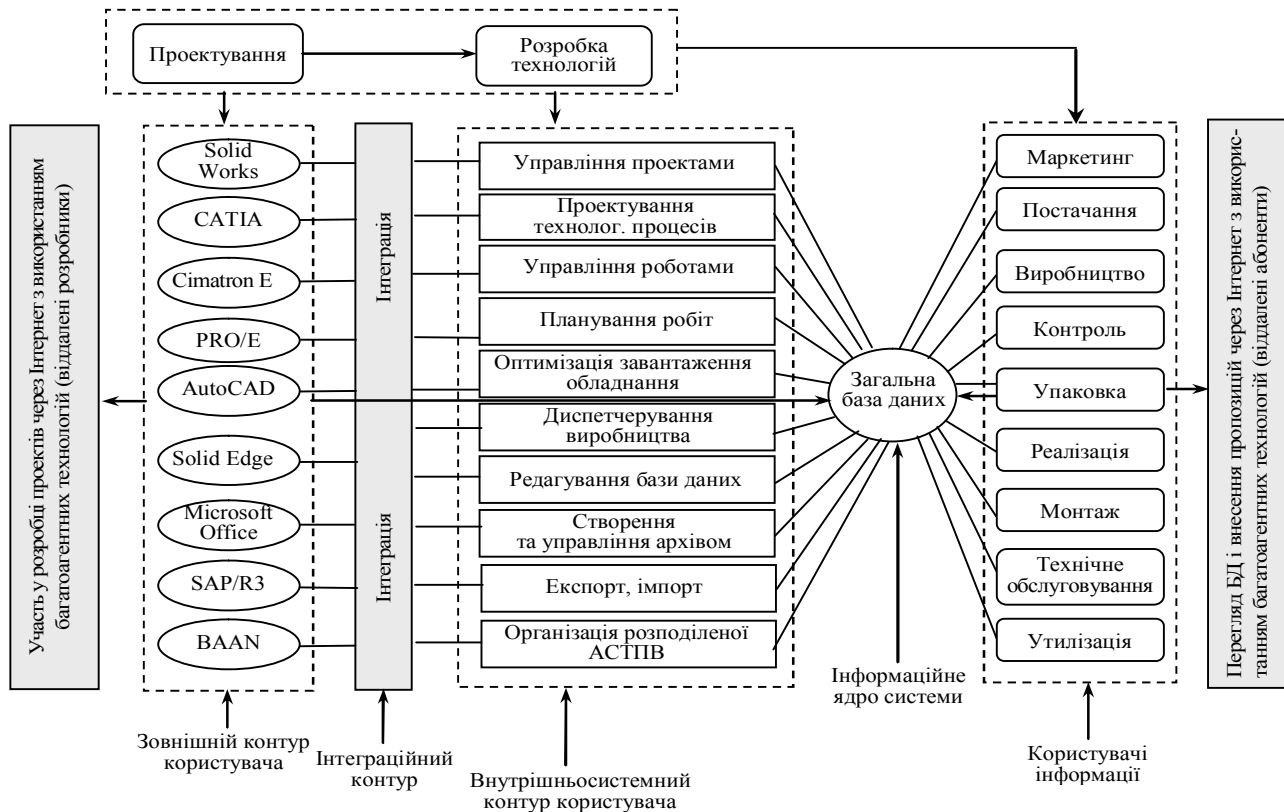 Проектування
Розробка
технологій
Участь у розробці проектів через Інтернет з використанням
багатоагентних технологій (віддалені розробники)
Solid
Works
CATIA
Cimatron E
PRO/E
AutoCAD
Solid Edge
Microsoft
Office
SAP/R3
BAAN
Інтеграція
Інтеграція
Управління проектами
Проектування
технолог. процесів
Управління роботами
Планування робіт
Оптимізація завантаження
обладнання
Диспетчерування
виробництва
Редагування бази даних
Створення
та управління архівом
Експорт, імпорт
Організація розподіленої
АСТПВ
Загальна
база даних
Маркетинг
Постачання
Виробництво
Контроль
Упаковка
Реалізація
Монтаж
Технічне
обслуговування
Утилізація
Перегляд БД і внесення пропозицій через Інтернет з викорис-
танням багатоагентних технологій (віддалені абоненти)
Зовнішній контур
користувача
Інтеграційний
контур
Внутрішньосистемний
контур користувача
Інформаційне
ядро системи
Користувачі
інформації